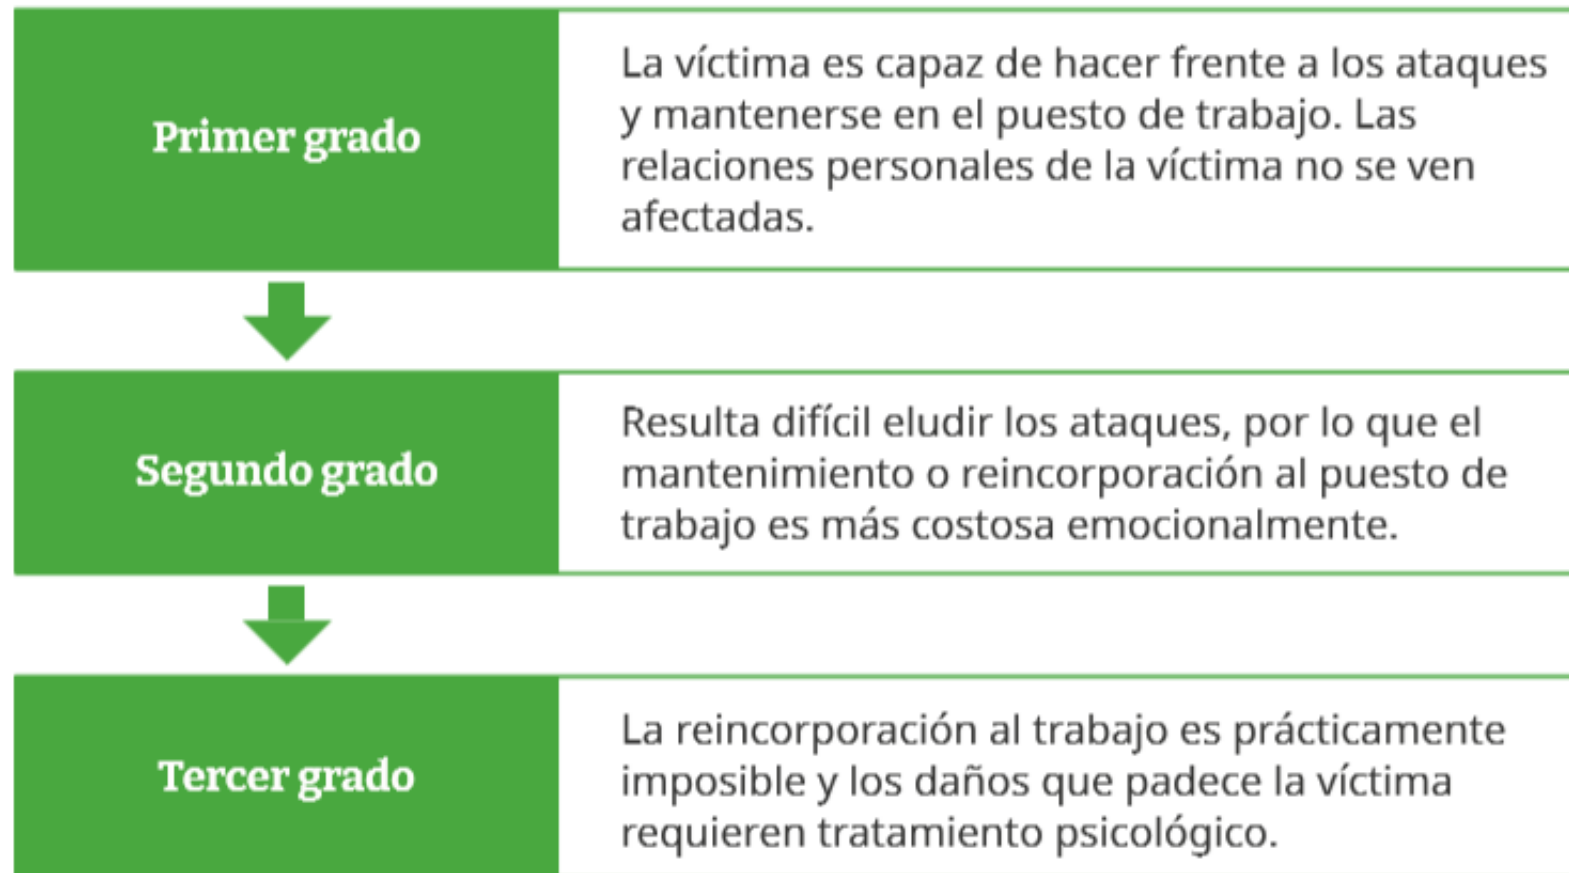 Primer grado
La víctima es capaz de hacer frente a los ataques
y mantenerse en el puesto de trabajo. Las
relaciones personales de la víctima no se ven
afectadas.
Segundo grado
Resulta difícil eludir los ataques, por lo que el
mantenimiento o reincorporación al puesto de
trabajo es más costosa emocionalmente.
Tercer grado
La reincorporación al trabajo es prácticamente
imposible y los daños que padece la víctima
requieren tratamiento psicológico.